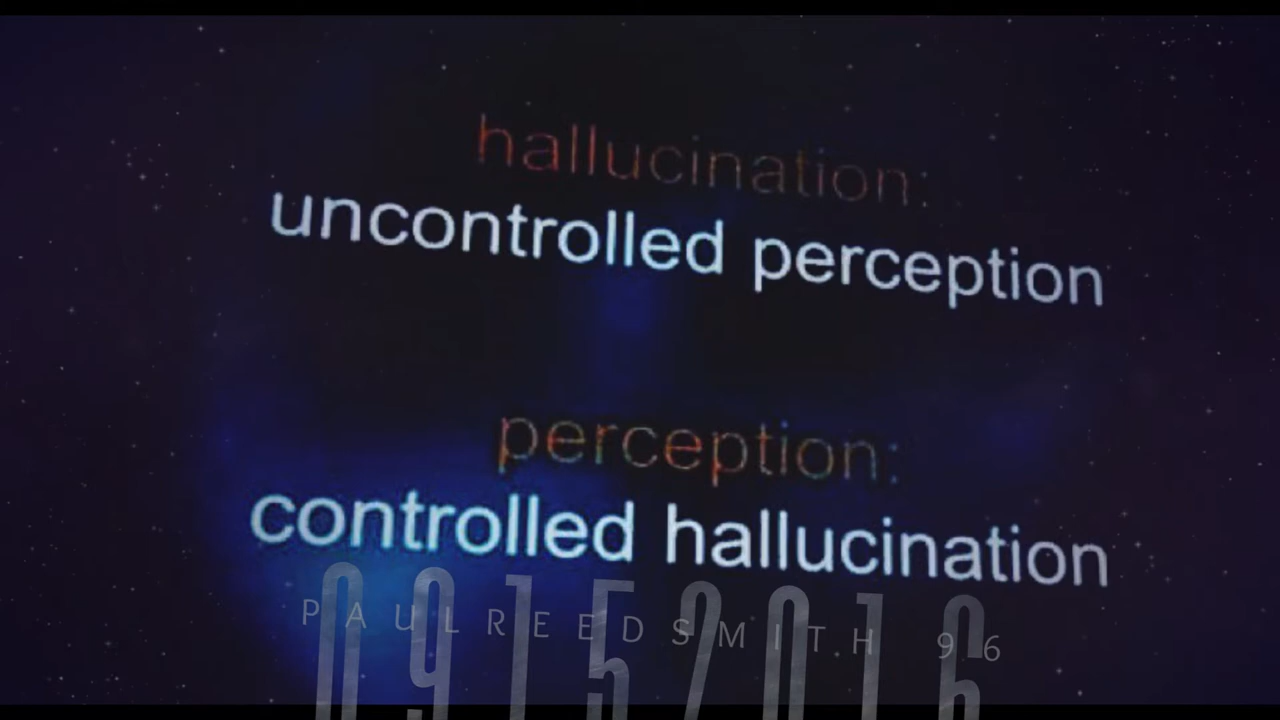 hallucination:
uncontrolled perception
perception:
controlled hallucination
PAULREEDSMITH 96
09152016